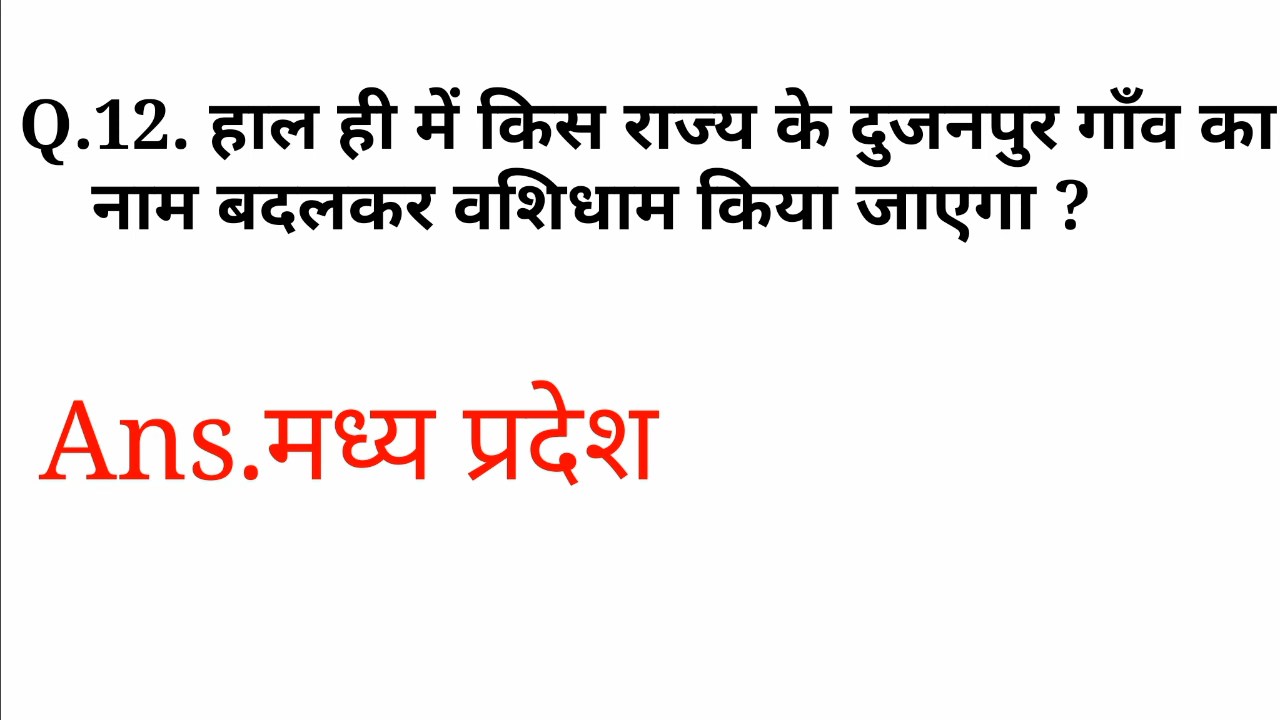 Q.12. हाल ही में किस राज्य के दुजनपुर गाँव का
नाम बदलकर वशिधाम किया जाएगा ?
Ans.मध्य प्रदेश